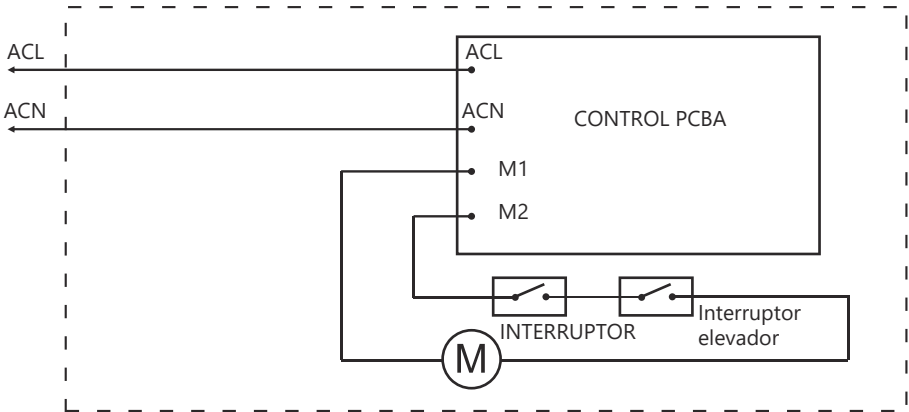 ACL
ACL
ACN
ACN
CONTROL PCBA
M1
M2
INTERRUPTOR
Interruptor
elevador
M